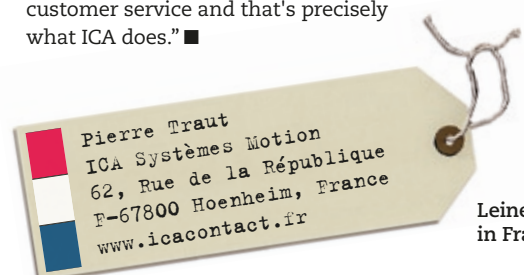 customer service and that's precisely
what ICA does." ■
Pierre Traut
ICA Systèmes Motion
62, Rue de la République
F-67800 Hoenheim, France
www.icacontact.fr
Leine
in Fra